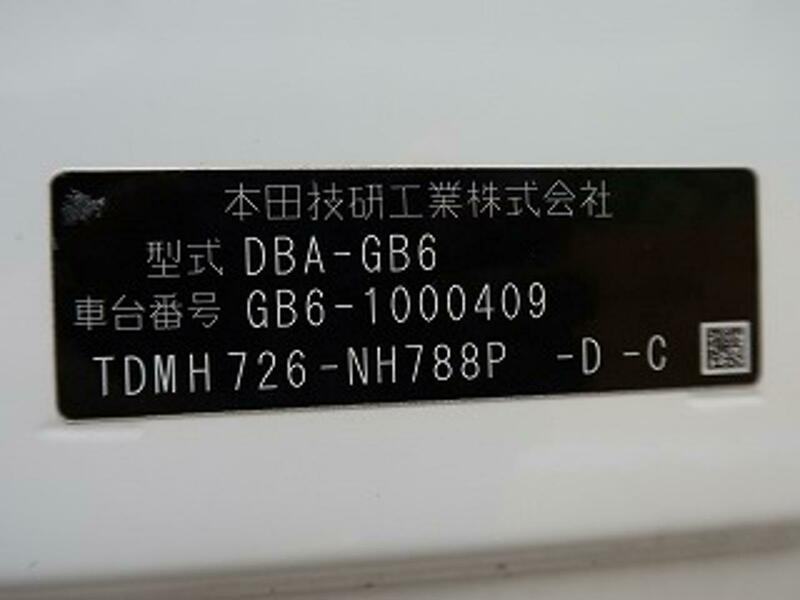 本田技研工業株式会社
型式 DBA-GB6
車台番号 GB6-1000409
TDMH726-NH788P -D -C